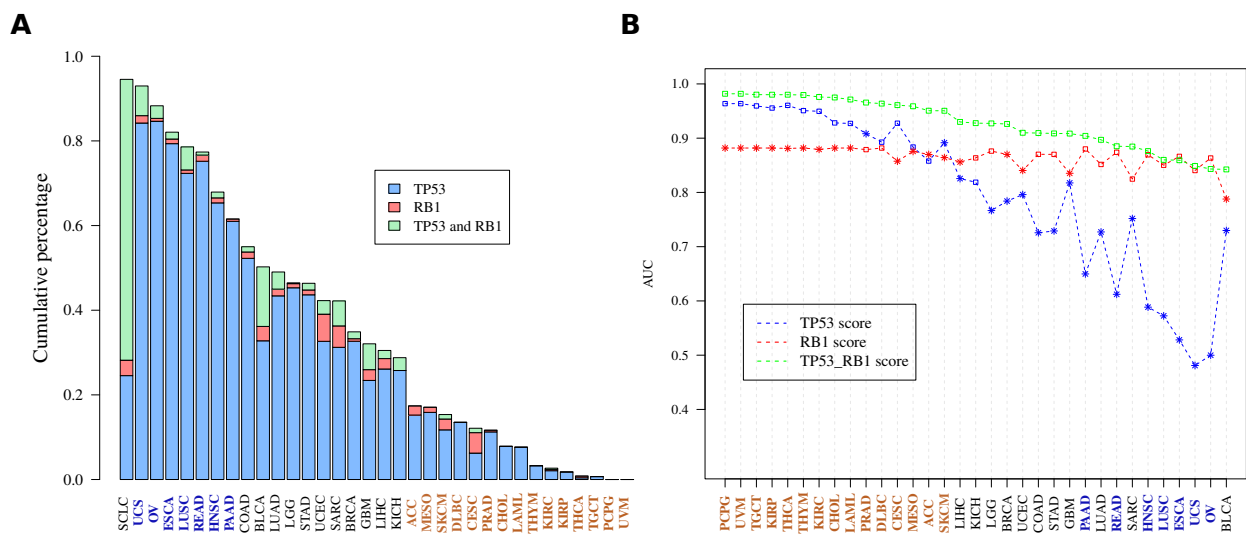 A
Cumulative percentage
1.0
0.8
0.6
0.4
0.2
0.0
TP53
RB1
TP53 and RB1
SCLC
UCS
OV
ESCA
LUSC
READ
HNSC
PAAD
COAD
BLCA
LUAD
LGG
STAD
UCEC
SARC
BRCA
GBM
LIHC
KICH
ACC
MESO
SKCM
DLBC
CESC
PRAD
CHOL
LAML
THYM
KIRC
KIRP
THCA
TGCT
PCPG
UVM
B
AUC
1.0
0.9
0.8
0.7
0.6
0.5
0.4
TP53 score
RB1 score
TP53_RB1 score
PCPG
UVM
TGCT
KIRP
THCA
THYM
KIRC
CHOL
LAML
PRAD
DLBC
CESC
MESO
ACC
SKCM
LIHC
KICH
LGG
BRCA
UCEC
COAD
STAD
GBM
PAAD
LUAD
READ
SARC
HNSC
LUSC
ESCA
UCS
OV
BLCA